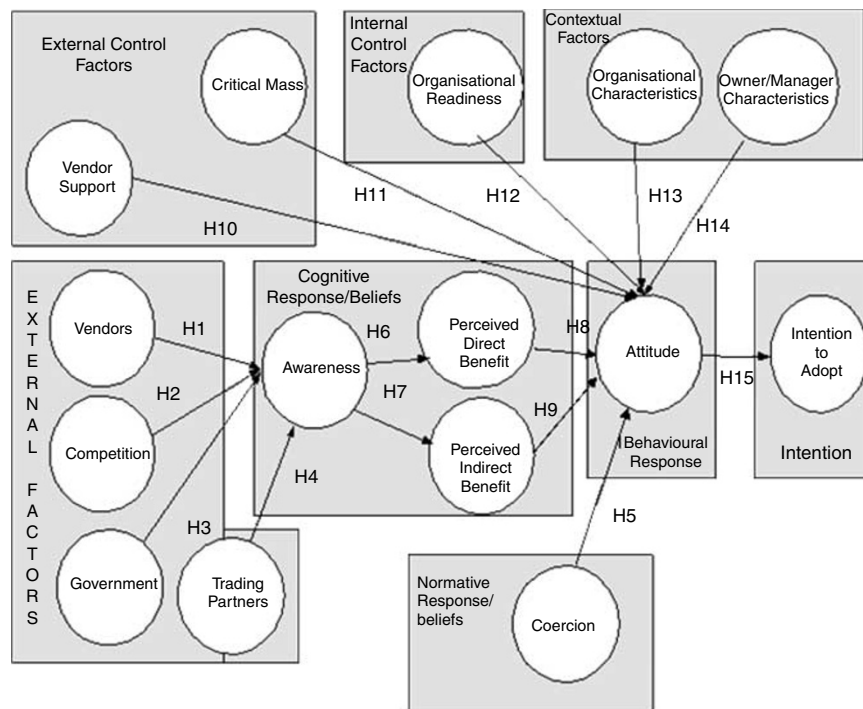 External Control
Factors
Critical Mass
Vendor
Support
Internal
Control
Factors
Organisational
Readiness
Contextual
Factors
Organisational
Characteristics
Owner/Manager
Characteristics
H10
H11
H12
H13
H14
EXTERNAL FACTORS
Vendors
Competition
Government
Trading
Partners
H1
H2
H3
H4
Cognitive
Response/Beliefs
Awareness
H6
H7
Perceived
Direct
Benefit
Perceived
Indirect
Benefit
H8
H9
Attitude
Behavioural
Response
H15
Intention
to
Adopt
Intention
H5
Normative
Response/
beliefs
Coercion